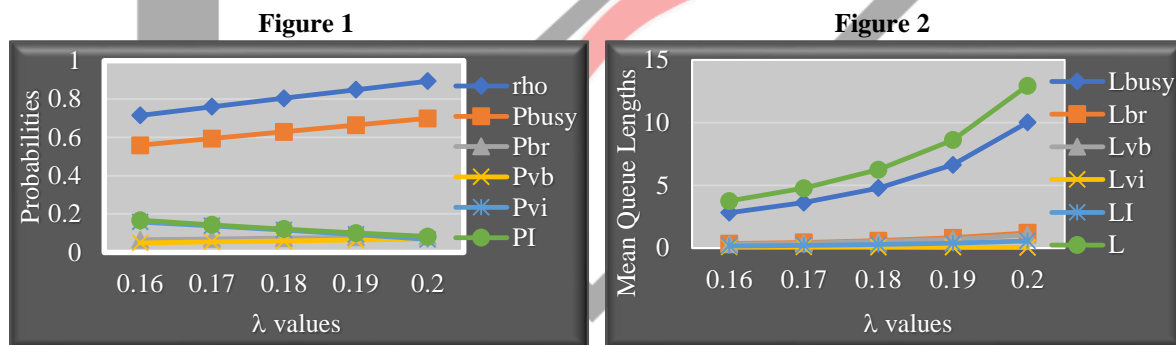 Figure 1
Probabilities
1
0.8
0.6
0.4
0.2
0
0.16 0.17 0.18 0.19 0.2
λ values
rho
Pbusy
Pbr
Pvb
Pvi
PI
Figure 2
Mean Queue Lengths
15
10
5
0
0.16 0.17 0.18 0.19 0.2
λ values
Lbusy
Lbr
Lvb
Lvi
LI
L